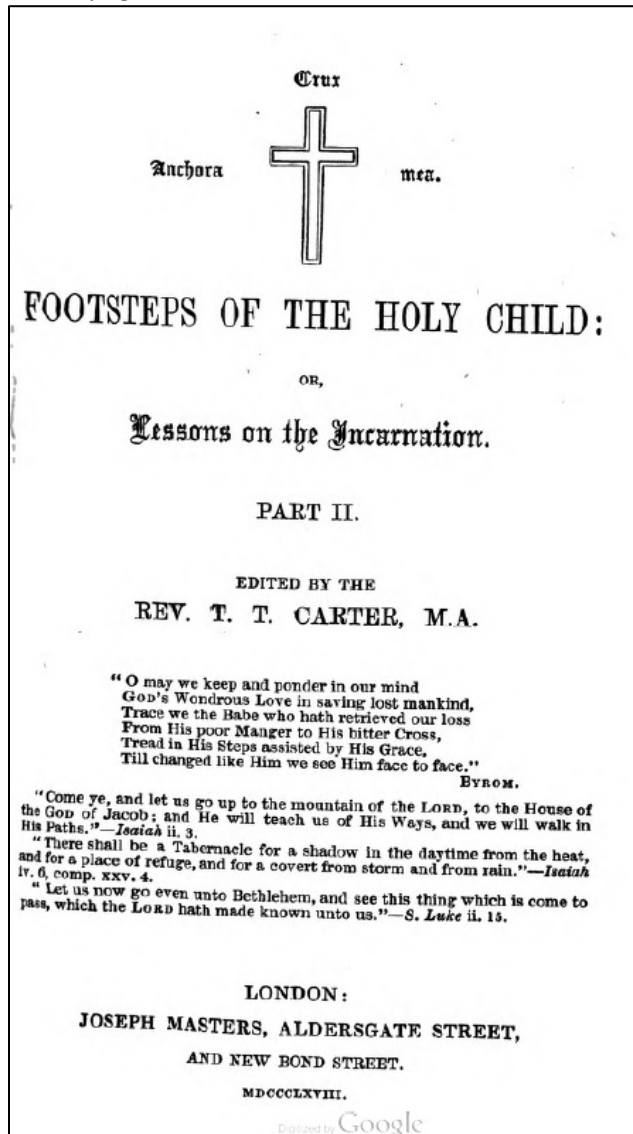 Crux
Anchora mea.
FOOTSTEPS OF THE HOLY CHILD:
OR,
Lessons on the Incarnation.
PART II.
EDITED BY THE
REV. T. T. CARTER, M.A.
"O may we keep and ponder in our mind
GOD'S Wondrous Love in saving lost mankind,
Trace we the Babe who hath retrieved our loss
From His poor Manger to His bitter Cross,
Tread in His Steps assisted by His Grace,
Till changed like Him we see Him face to face."
BYROM.
"Come ye, and let us go up to the mountain of the LORD, to the House of
the GOD of Jacob; and He will teach us of His Ways, and we will walk in
His Paths."—Isaiah ii. 3.
"There shall be a Tabernacle for a shadow in the daytime from the heat,
and for a place of refuge, and for a covert from storm and from rain."—Isaiah
iv. 6, comp. xxv. 4.
"Let us now go even unto Bethlehem, and see this thing which is come to
pass, which the LORD hath made known unto us."—S. Luke ii. 15.
LONDON:
JOSEPH MASTERS, ALDERSGATE STREET,
AND NEW BOND STREET.
MDCCCLXVIII.
Digitized by Google